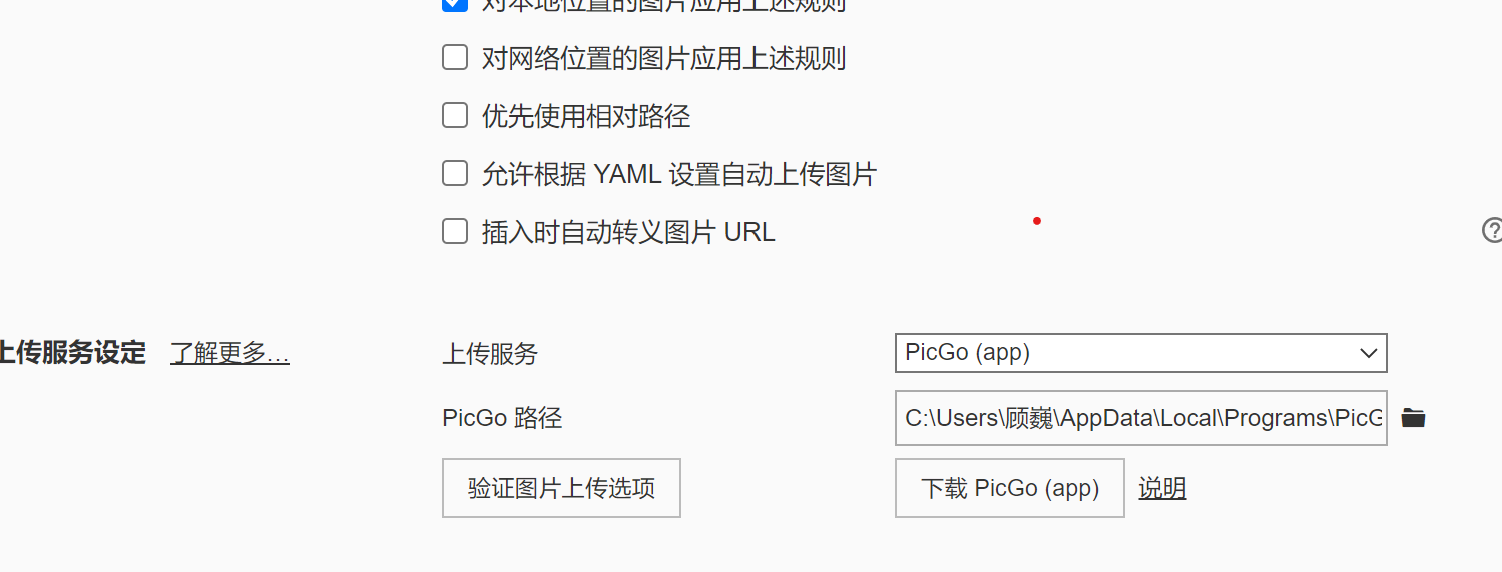 对本地位置的图片应用上述规则
对网络位置的图片应用上述规则
优先使用相对路径
允许根据 YAML 设置自动上传图片
插入时自动转义图片 URL
上传服务设定 了解更多... 上传服务 PicGo (app)
PicGo 路径 C:\Users\顾巍\AppData\Local\Programs\PicG
验证图片上传选项 下载 PicGo (app) 说明